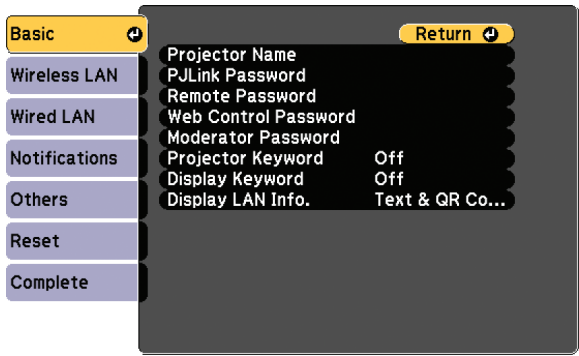 Basic
Return
Projector Name
PJLink Password
Wireless LAN
Remote Password
Wired LAN
Web Control Password
Moderator Password
Notifications
Projector Keyword Off
Display Keyword Off
Others
Display LAN Info. Text & QR Co...
Reset
Complete